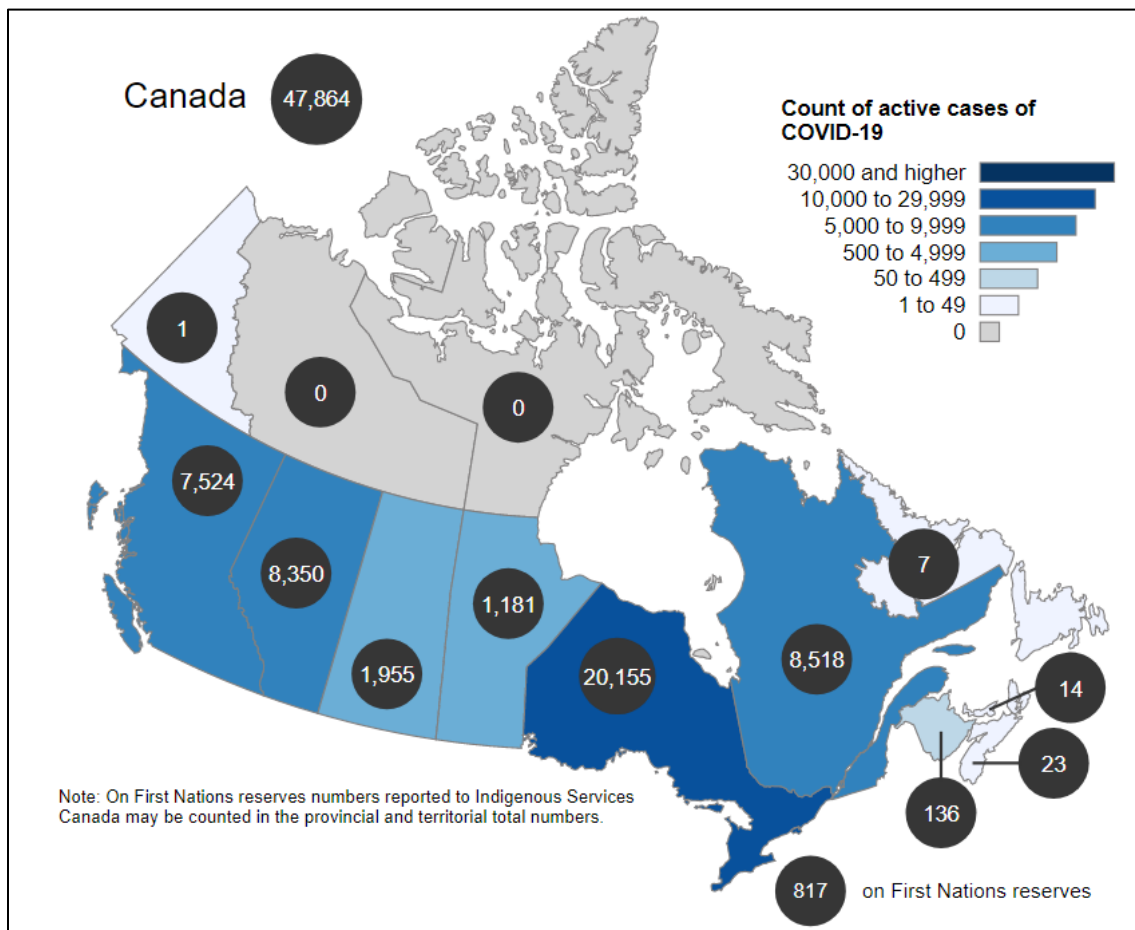 Canada
47,864
Count of active cases of
COVID-19
30,000 and higher
10,000 to 29,999
5,000 to 9,999
500 to 4,999
50 to 499
1 to 49
0
1
0
0
7,524
8,350
1,955
1,181
20,155
8,518
7
14
23
136
Note: On First Nations reserves numbers reported to Indigenous Services
Canada may be counted in the provincial and territorial total numbers.
817
on First Nations reserves